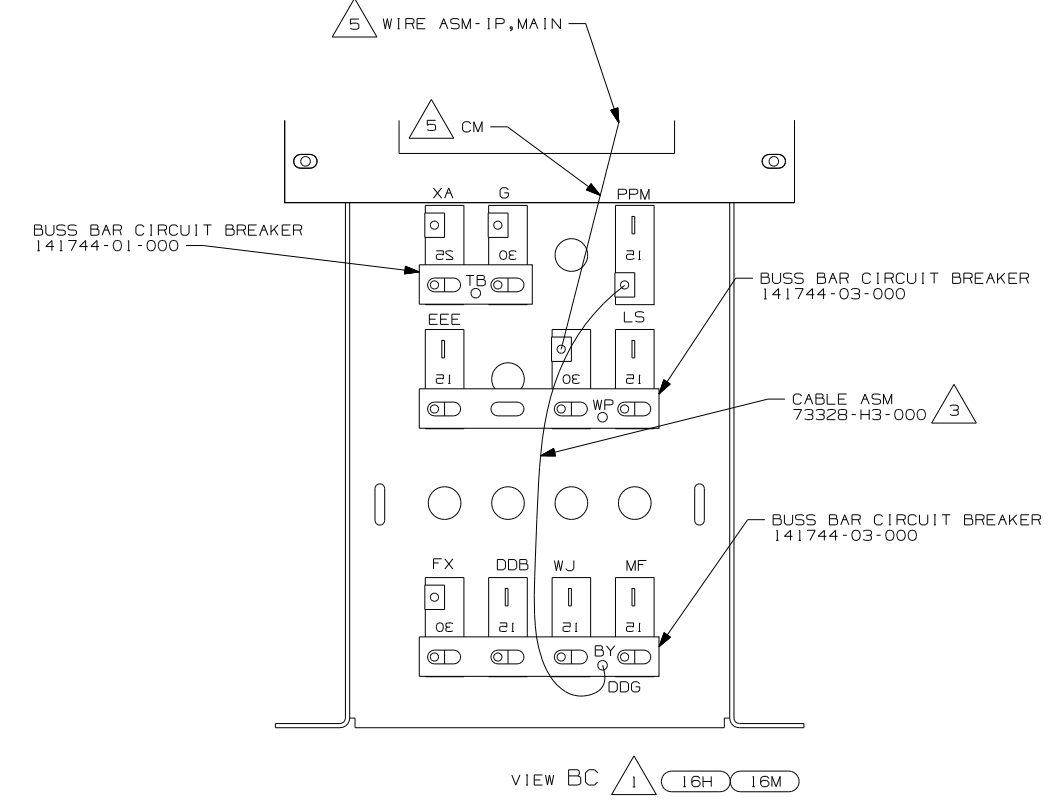 5 WIRE ASM-IP,MAIN
5 CM
XA G PPM
BUSS BAR CIRCUIT BREAKER
141744-01-000
25 30 15
TB
BUSS BAR CIRCUIT BREAKER
141744-03-000
EEE LS
15 30 15
WP
CABLE ASM
73328-H3-000 3
BUSS BAR CIRCUIT BREAKER
141744-03-000
FX DDB WJ MF
30 15 15 15
BY
DDG
VIEW BC 1 16H 16M